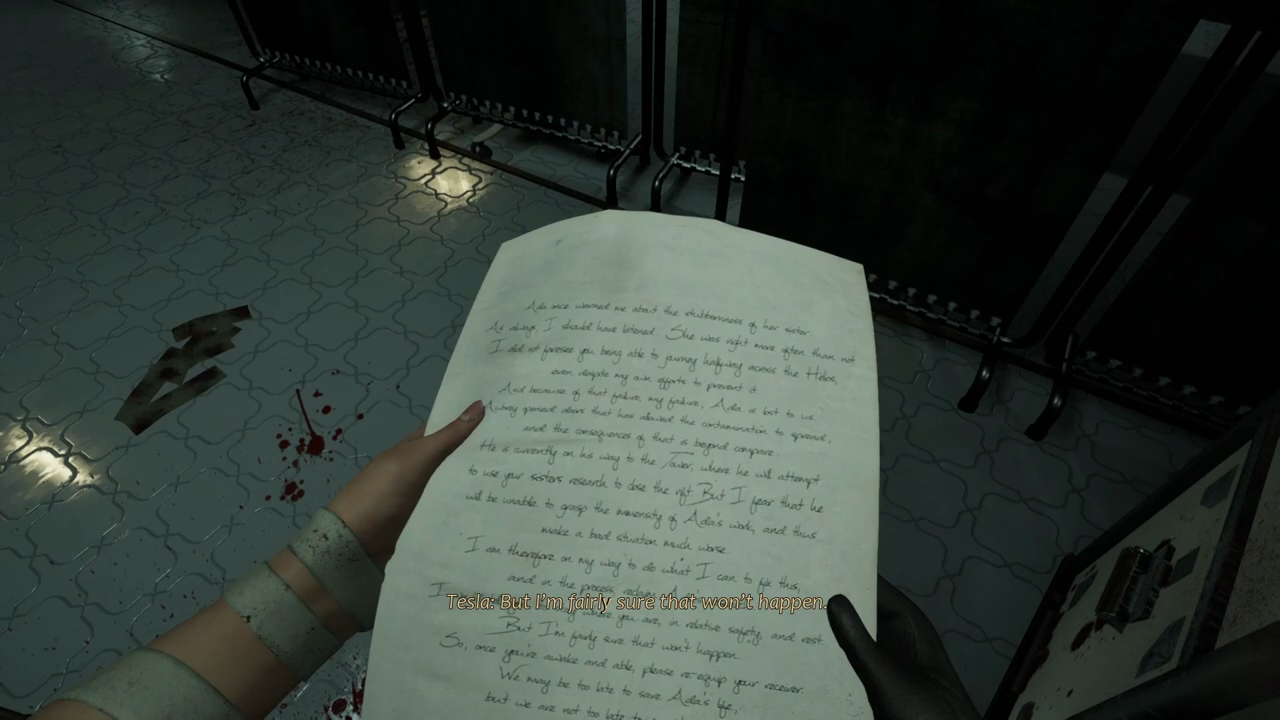 Ada once warned me about the stubbornness of her sister.
As always, I should have listened. She was right more often than not
I did not foresee you being able to journey halfway across the Helos,
even despite my own efforts to prevent it
And because of that failure, my failure, Ada is lost to us.
Aubrey opened doors that has allowed the contamination to spread,
and the consequences of that is beyond compare.
He is currently on his way to the Tower, where he will attempt
to use your sisters research to close the rift. But I fear that he
will be unable to grasp the immensity of Ada's work, and thus
make a bad situation much worse.
I am therefore on my way to do what I can to fix this,
and in the process,
I
Tesla: But I'm fairly sure that won't happen.
where you are, in relative safety, and rest.
But I'm fairly sure that won't happen.
So, once you're awake and able, please re-equip your receiver.
We may be too late to save Ada's life,
but we are not too late to